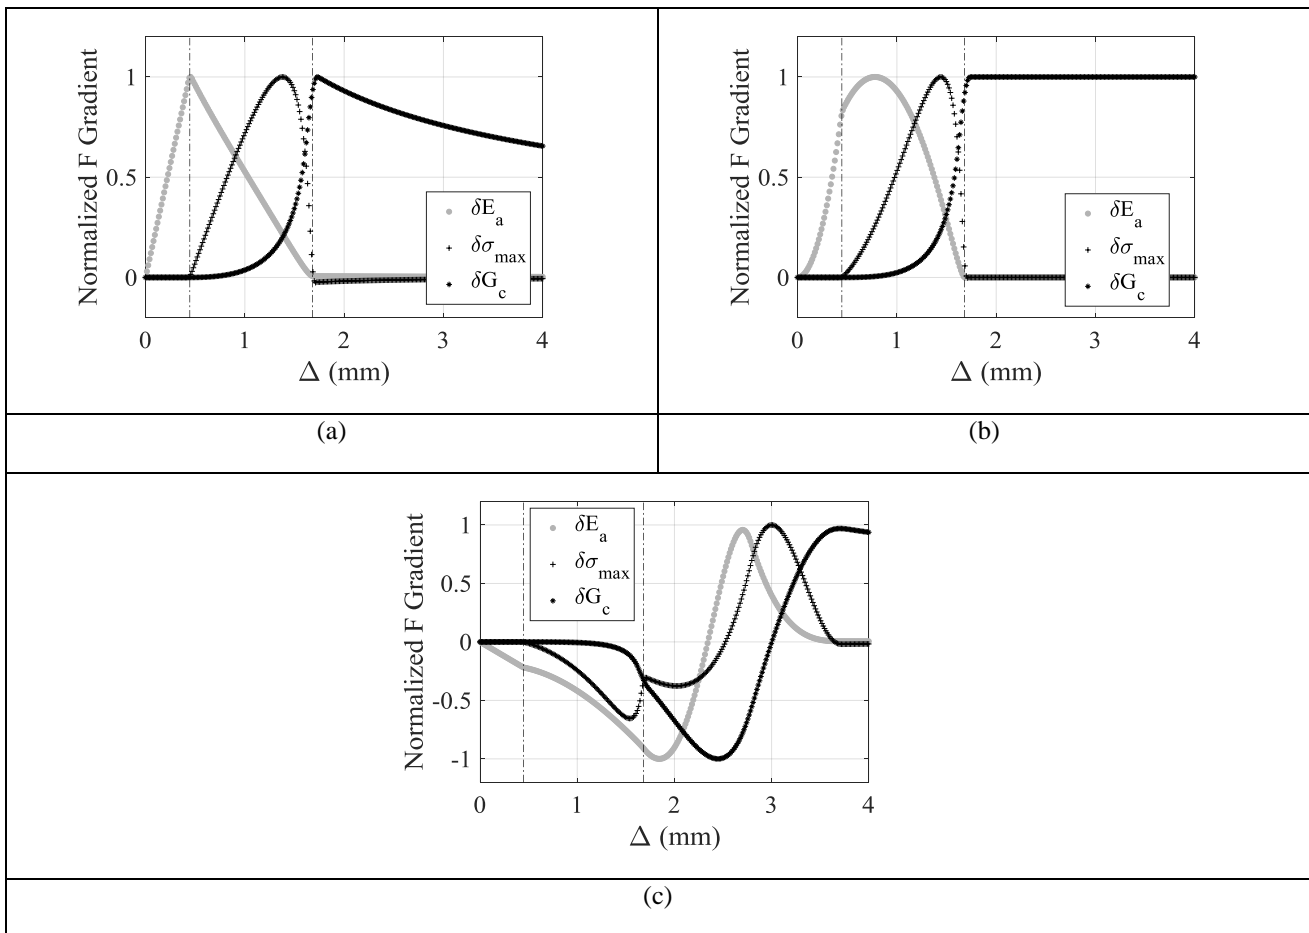 Normalized F Gradient
1
0.5
0
δE_a
δσ_max
δG_c
0 1 2 3 4
Δ (mm)
(a)
Normalized F Gradient
1
0.5
0
δE_a
δσ_max
δG_c
0 1 2 3 4
Δ (mm)
(b)
Normalized F Gradient
1
0.5
0
-0.5
-1
δE_a
δσ_max
δG_c
0 1 2 3 4
Δ (mm)
(c)